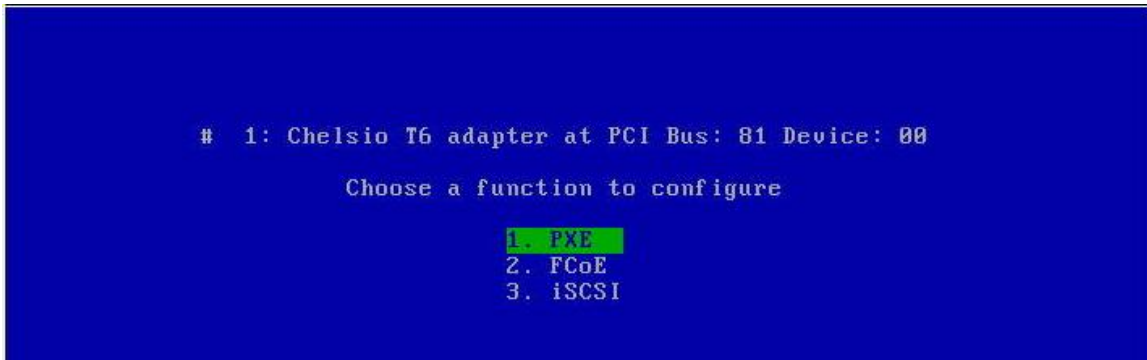 # 1: Chelsio T6 adapter at PCI Bus: 81 Device: 00
Choose a function to configure
1. PXE
2. FCoE
3. iSCSI